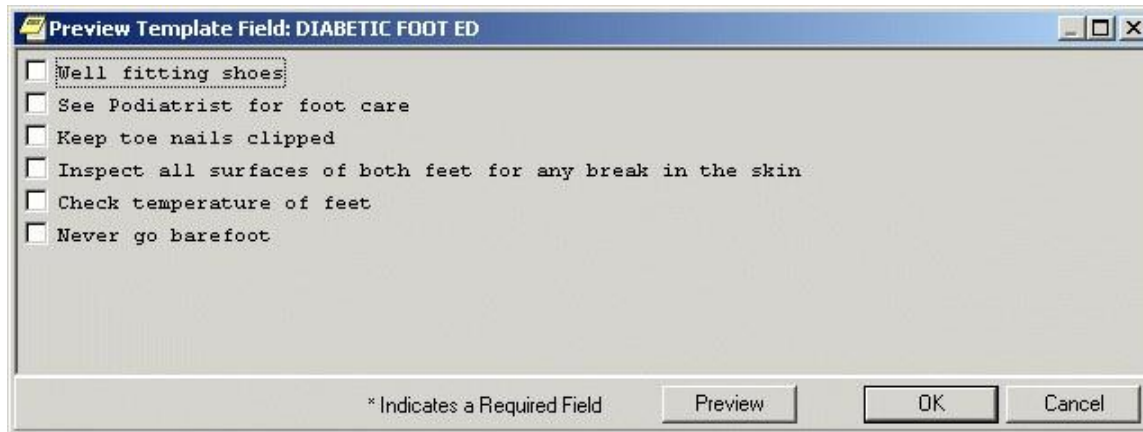 Preview Template Field: DIABETIC FOOT ED
Well fitting shoes
See Podiatrist for foot care
Keep toe nails clipped
Inspect all surfaces of both feet for any break in the skin
Check temperature of feet
Never go barefoot
* Indicates a Required Field Preview OK Cancel